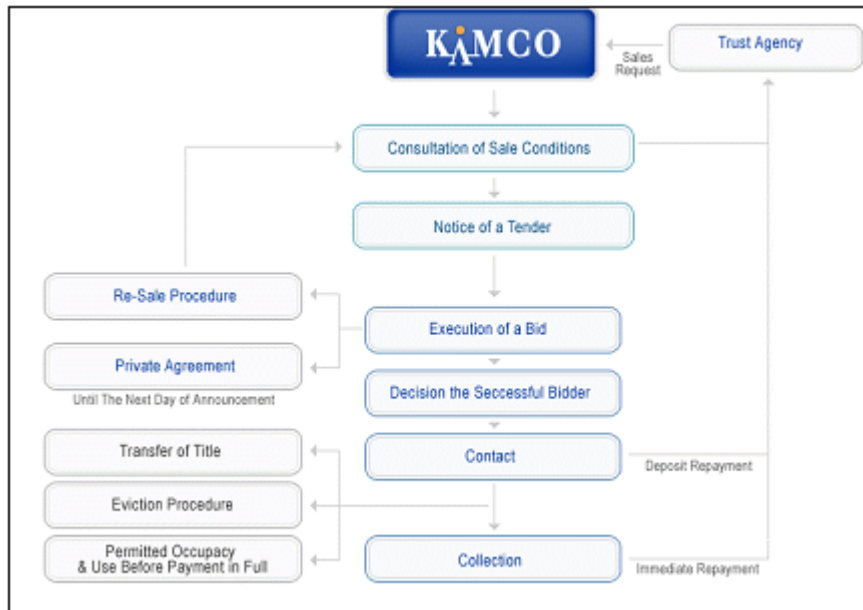 KAMCO
Trust Agency
Sales
Request
Consultation of Sale Conditions
Notice of a Tender
Re-Sale Procedure
Execution of a Bid
Private Agreement
Until The Next Day of Announcement
Decision the Seccessful Bidder
Transfer of Title
Contact
Deposit Repayment
Eviction Procedure
Permitted Occupancy
& Use Before Payment in Full
Collection
Immediate Repayment